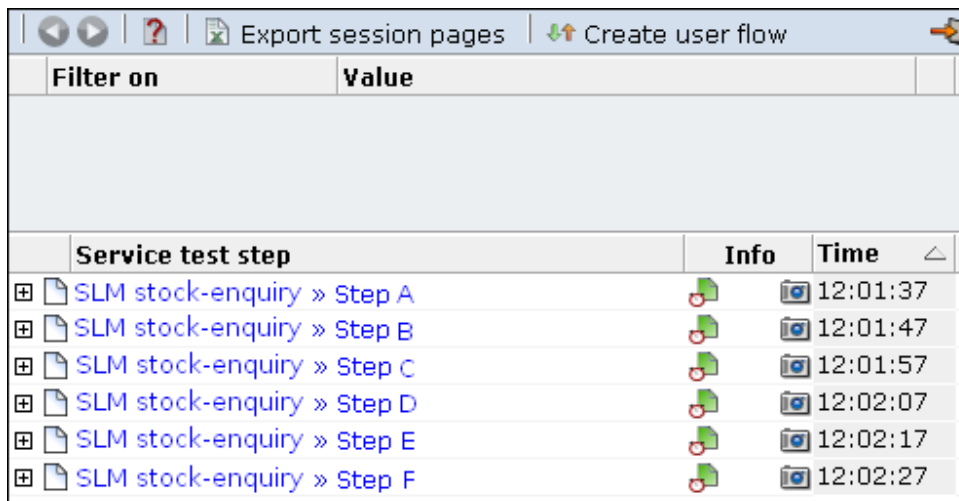 Export session pages Create user flow
Filter on Value
Service test step Info Time
SLM stock-enquiry » Step A 12:01:37
SLM stock-enquiry » Step B 12:01:47
SLM stock-enquiry » Step C 12:01:57
SLM stock-enquiry » Step D 12:02:07
SLM stock-enquiry » Step E 12:02:17
SLM stock-enquiry » Step F 12:02:27